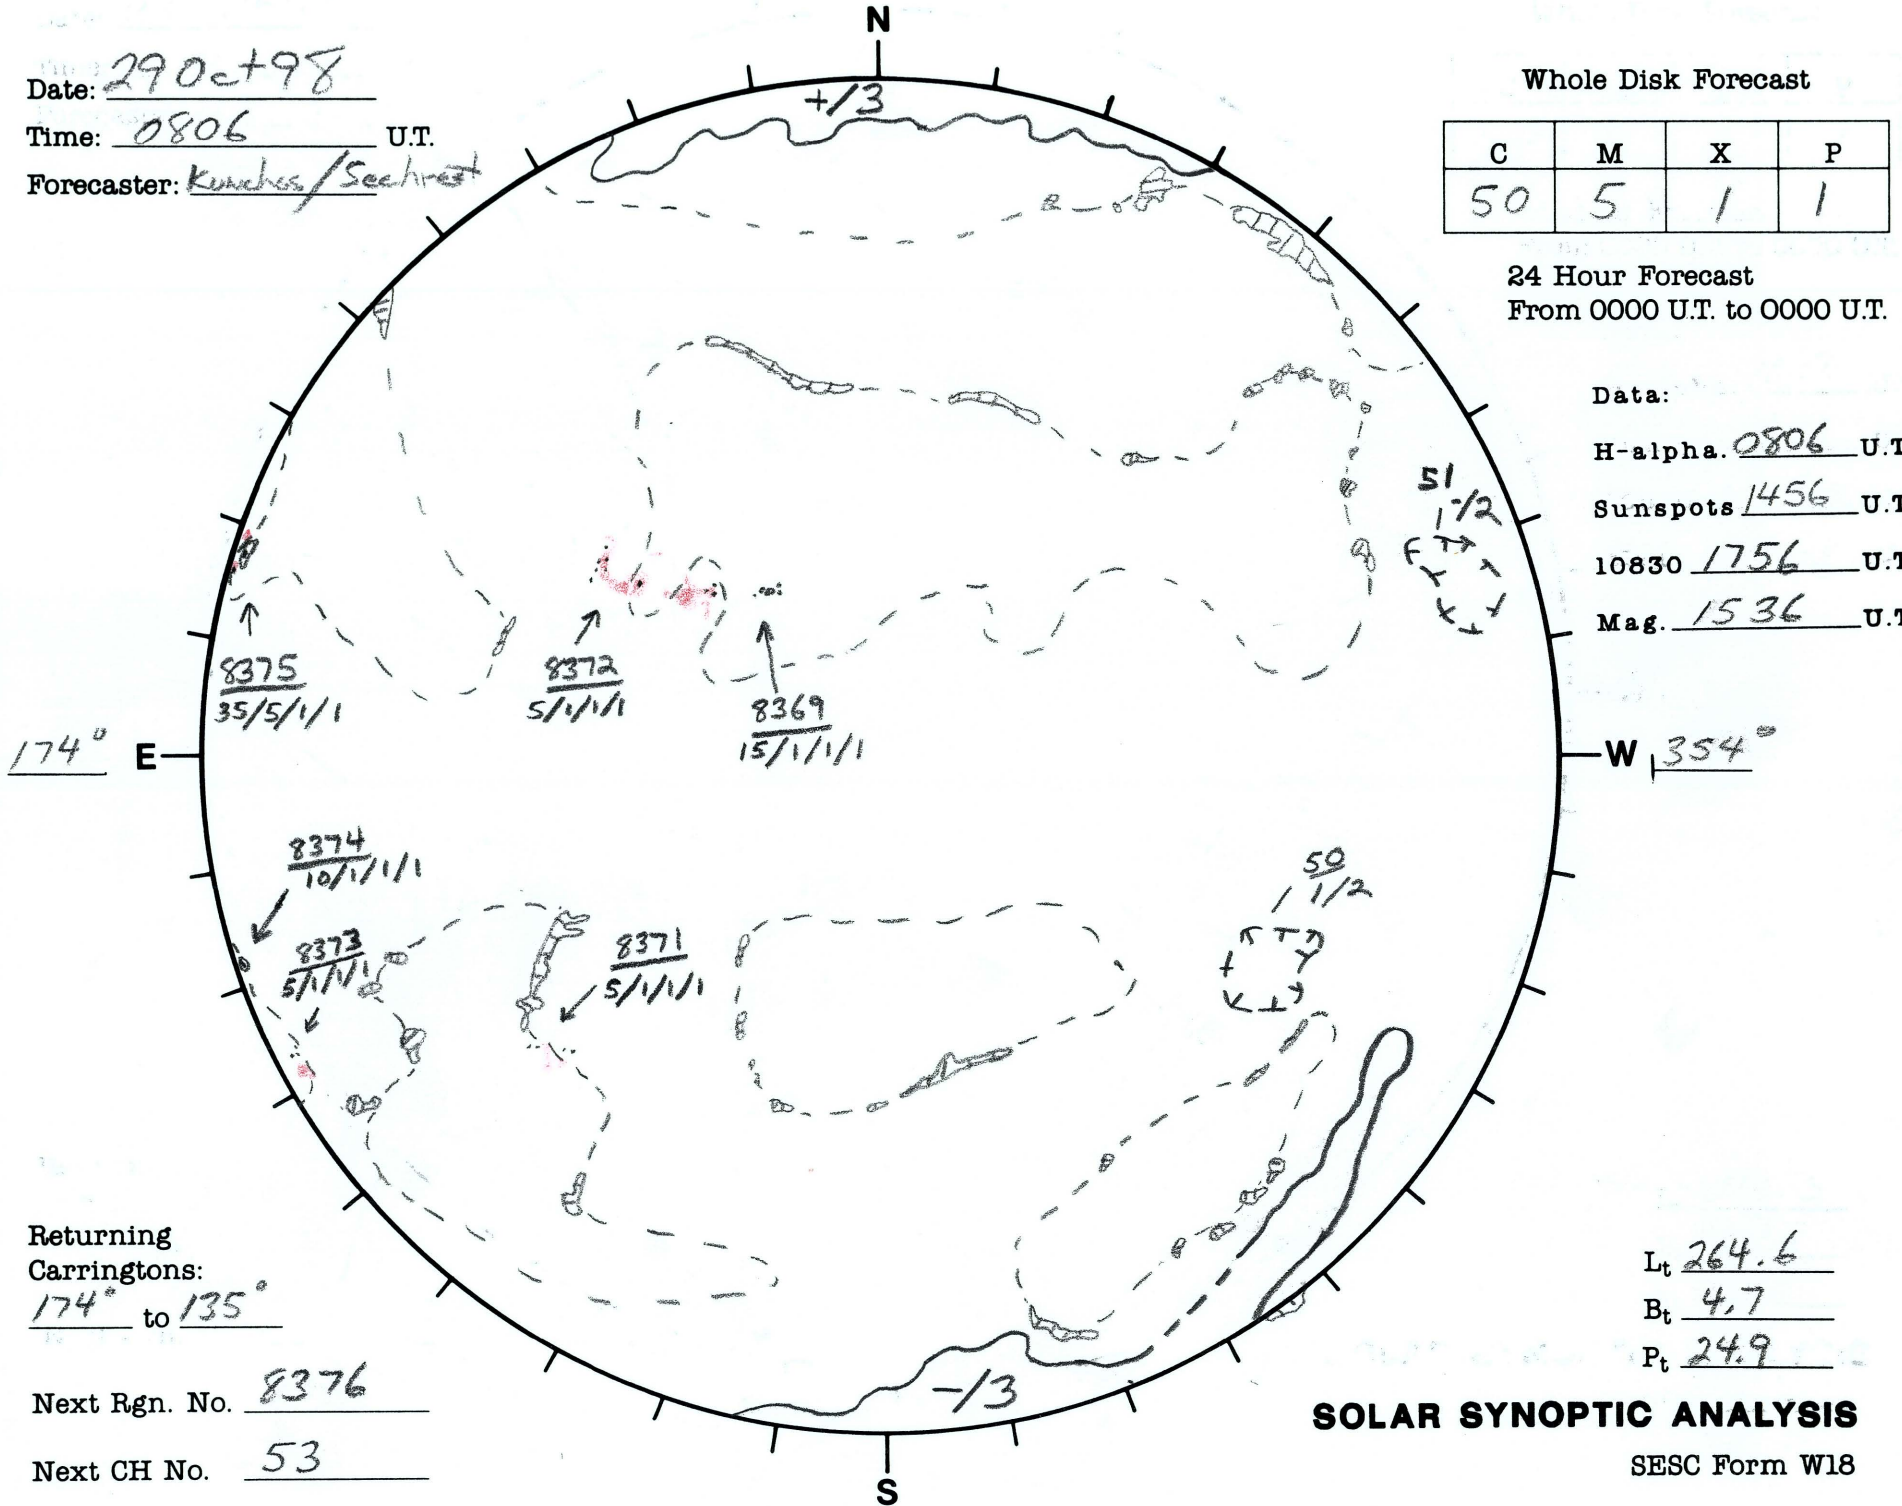 N
Date: 29 Oct 98
Time: 0806 U.T.
Forecaster: Kunches/Sechrest
Whole Disk Forecast
C M X P
50 5 1 1
24 Hour Forecast
From 0000 U.T. to 0000 U.T.
Data:
H-alpha. 0806 U.T
Sunspots 1456 U.T
10830 1756 U.T
Mag. 1536 U.T
+/3
51
-/2
8375
35/5/1/1
8372
5/1/1/1
8369
15/1/1/1
174° E
W 354°
8374
10/1/1/1
8373
5/1/1/1
8371
5/1/1/1
50
1/2
-/3
Returning
Carringtons:
174° to 135°
Next Rgn. No. 8376
Next CH No. 53
S
Lt 264.6
Bt 4.7
Pt 24.9
SOLAR SYNOPTIC ANALYSIS
SESC Form W18